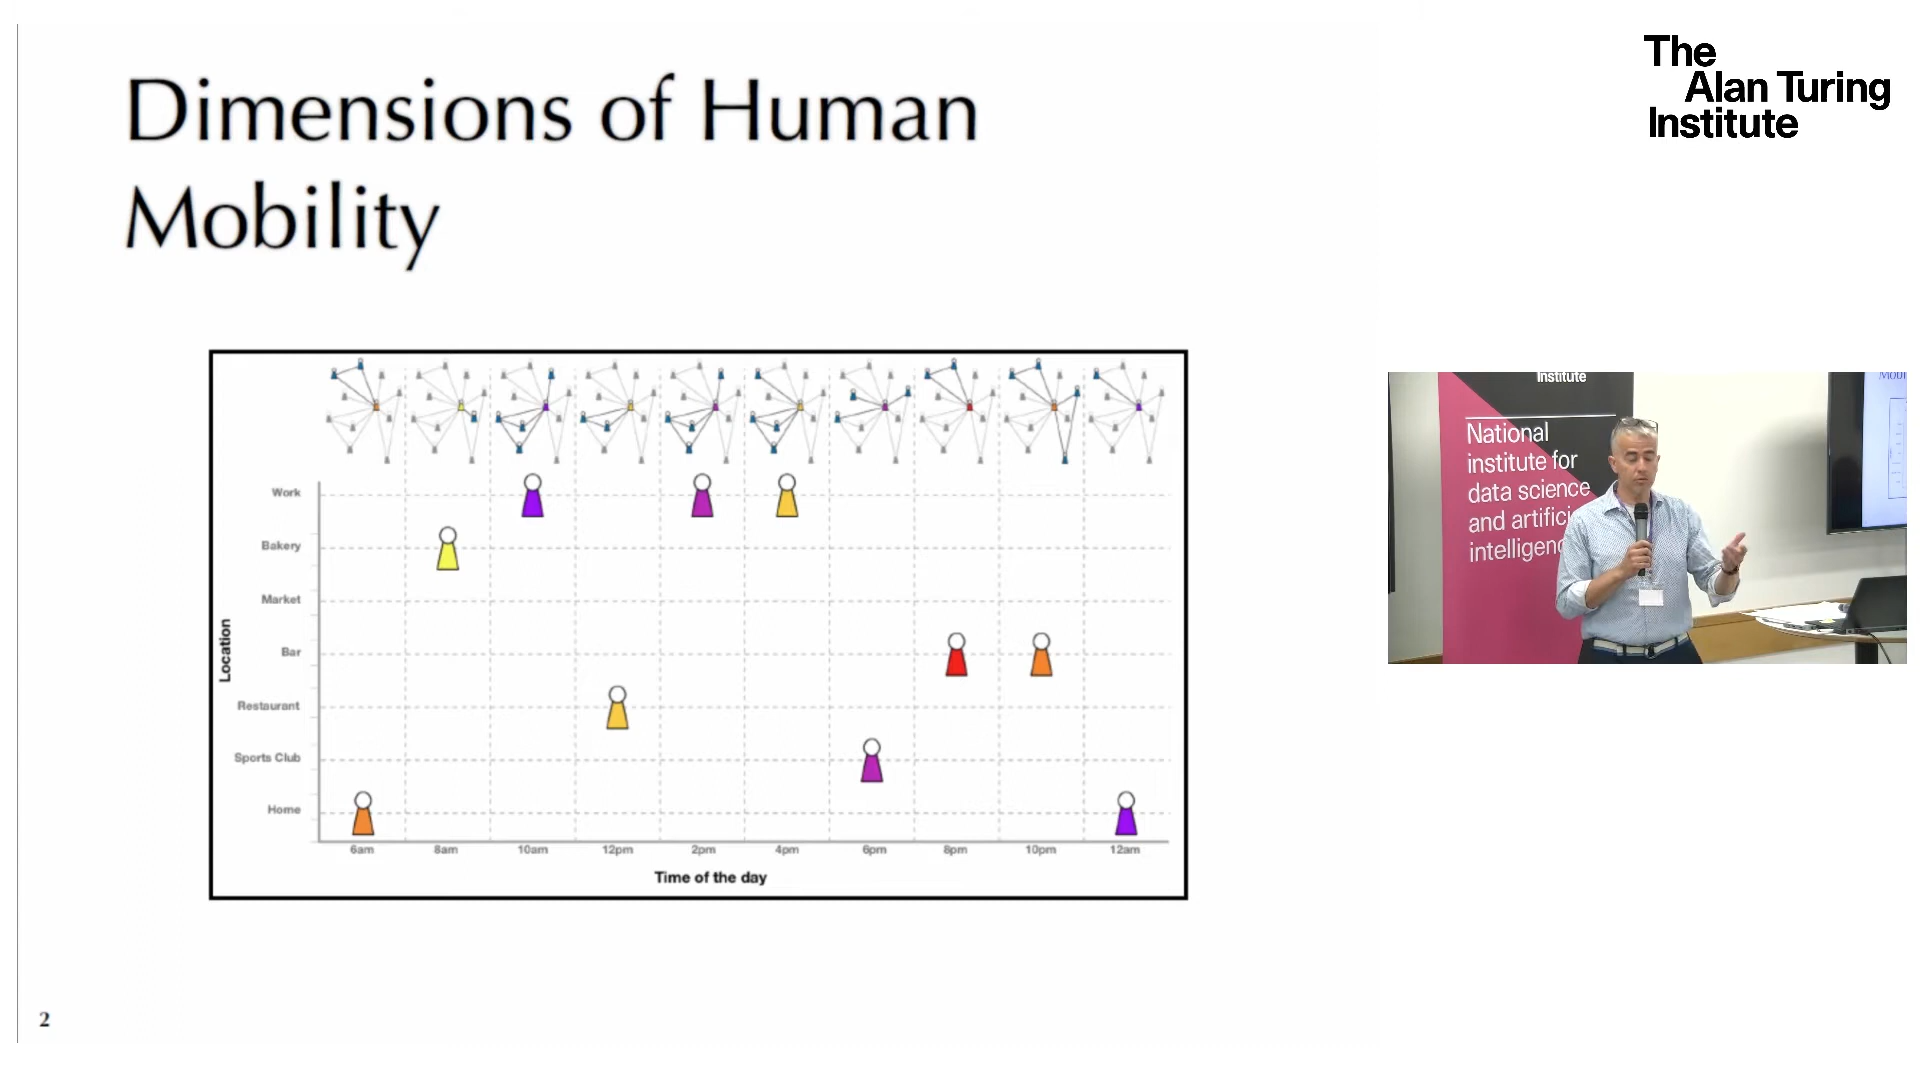 Dimensions of Human
Mobility
The
Alan Turing
Institute
Work
Bakery
Market
Bar
Restaurant
Sports Club
Home
Location
6am
8am
10am
12pm
2pm
4pm
6pm
8pm
10pm
12am
Time of the day
2
Institute
National
institute for
data science
and artifici
intelligenc